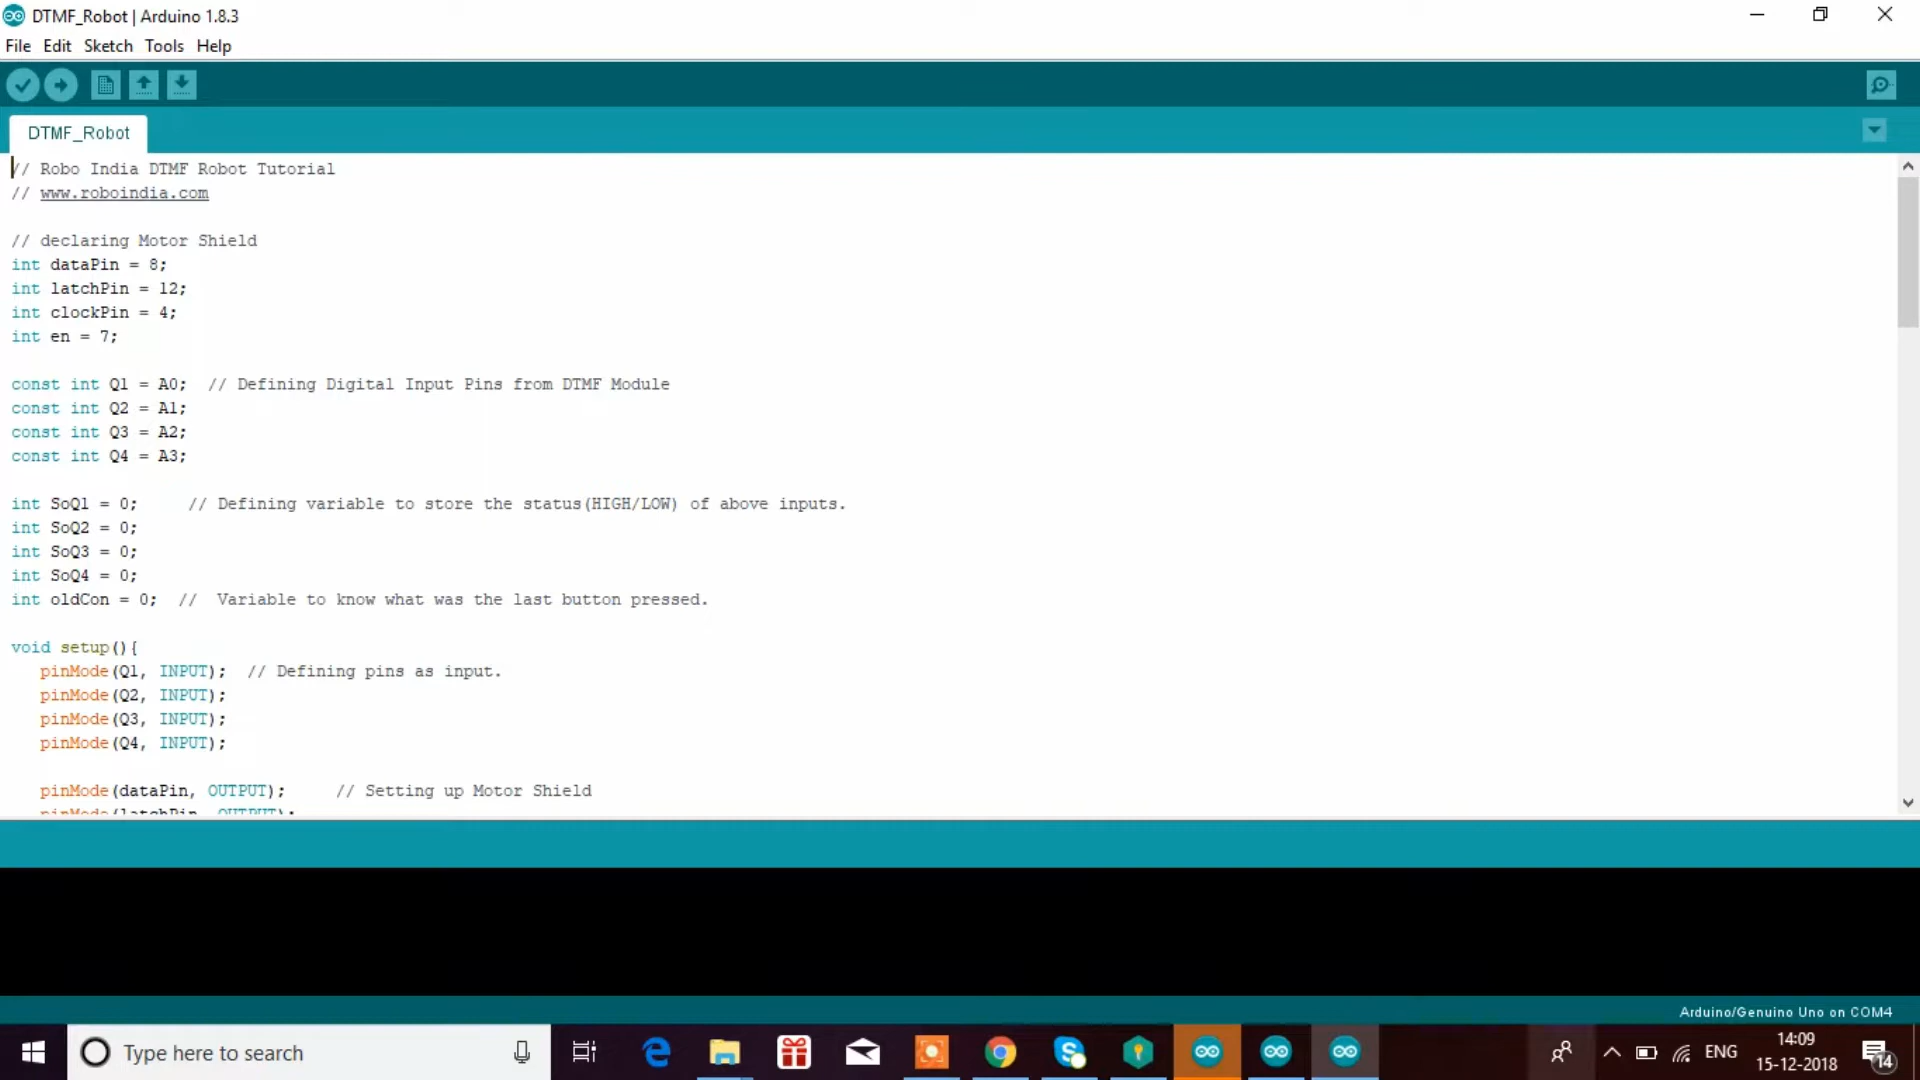 DTMF_Robot | Arduino 1.8.3
File Edit Sketch Tools Help
DTMF_Robot
// Robo India DTMF Robot Tutorial
// www.roboindia.com
// declaring Motor Shield
int dataPin = 8;
int latchPin = 12;
int clockPin = 4;
int en = 7;
const int Q1 = A0;  // Defining Digital Input Pins from DTMF Module
const int Q2 = A1;
const int Q3 = A2;
const int Q4 = A3;
int SoQ1 = 0;     // Defining variable to store the status(HIGH/LOW) of above inputs.
int SoQ2 = 0;
int SoQ3 = 0;
int SoQ4 = 0;
int oldCon = 0;  //  Variable to know what was the last button pressed.
void setup(){
   pinMode(Q1, INPUT);  // Defining pins as input.
   pinMode(Q2, INPUT);
   pinMode(Q3, INPUT);
   pinMode(Q4, INPUT);
   pinMode(dataPin, OUTPUT);     // Setting up Motor Shield
   pinMode(latchPin, OUTPUT);
Arduino/Genuino Uno on COM4
Type here to search
ENG
14:09
15-12-2018
14